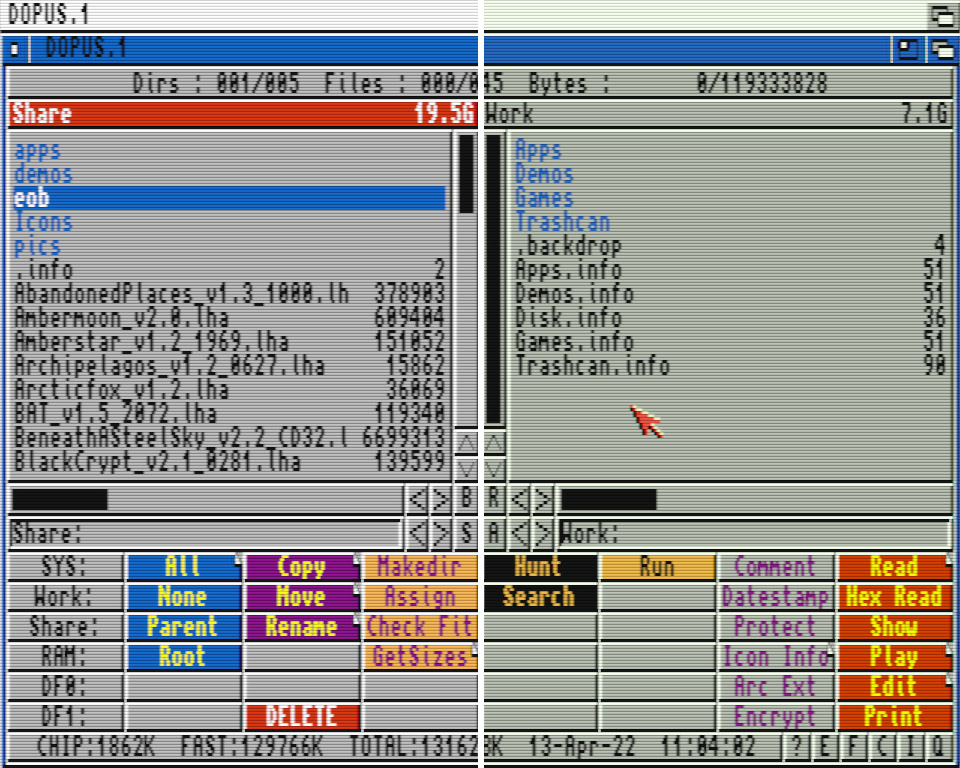 DOPUS.1
DOPUS.1
Dirs : 001/005 Files : 000/045 Bytes : 0/119333828
Share 19.5G
Work 7.1G
apps
demos
eob
Icons
pics
.info 2
AbandonedPlaces_v1.3_1000.lh 378903
Ambermoon_v2.0.lha 609404
Amberstar_v1.2_1969.lha 151052
Archipelagos_v1.2_0627.lha 15862
Arcticfox_v1.2.lha 36069
BAT_v1.5_2072.lha 119340
BeneathASteelSky_v2.2_CD32.l 6699313
BlackCrypt_v2.1_0281.lha 139599
Apps
Demos
Games
Trashcan
.backdrop 4
Apps.info 51
Demos.info 51
Disk.info 36
Games.info 51
Trashcan.info 90
< > B R < >
Share: < > S A < > Work:
SYS: All Copy Makedir Hunt Run Comment Read
Work: None Move Assign Search Datestamp Hex Read
Share: Parent Rename Check Fit Protect Show
RAM: Root GetSizes Icon Info Play
DF0: Arc Ext Edit
DF1: DELETE Encrypt Print
CHIP:1862K FAST:129766K TOTAL:131628K 13-Apr-22 11:04:02 ? E F C I Q